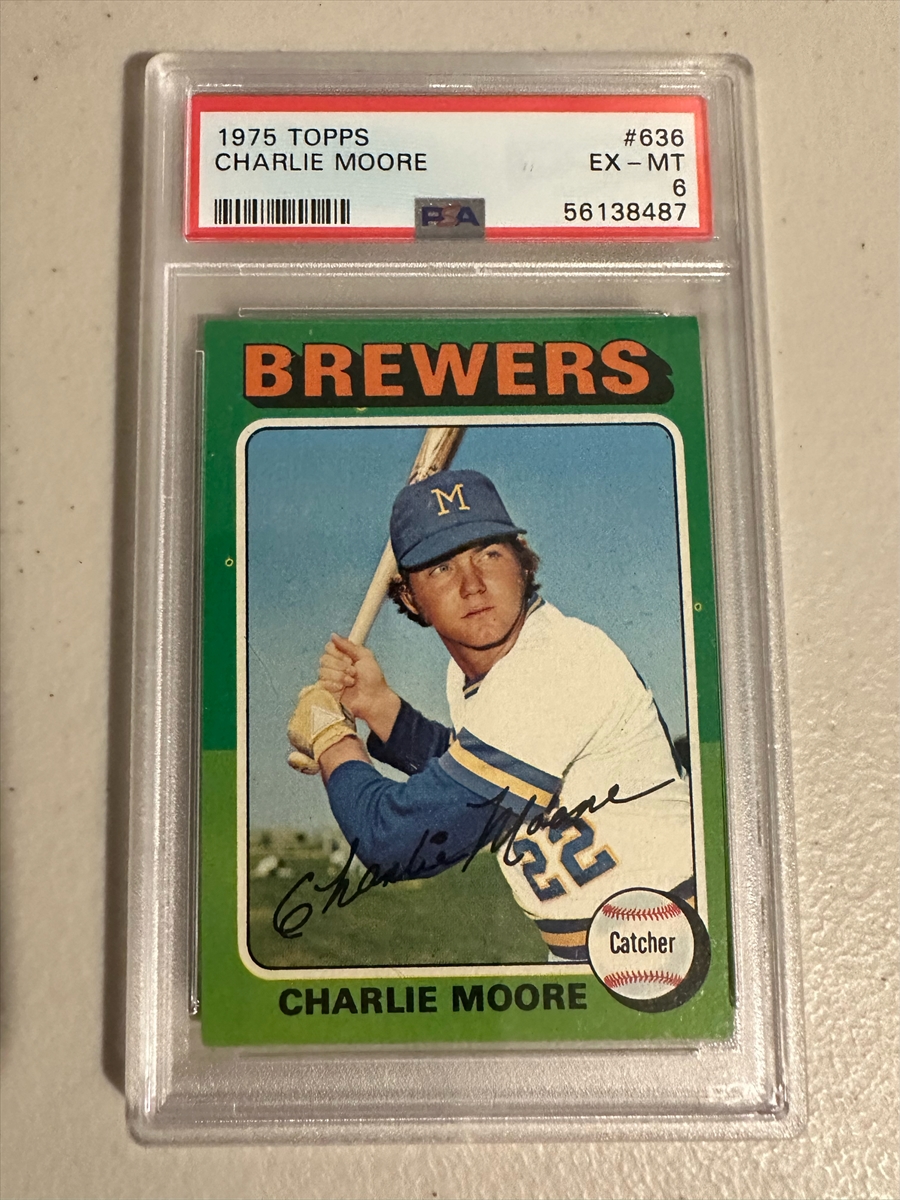 1975 TOPPS #636
CHARLIE MOORE EX - MT
6
PSA 56138487
BREWERS
M
Charlie Moore
22
Catcher
CHARLIE MOORE